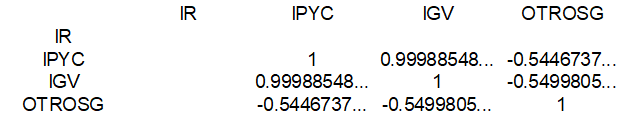 IR IPYC IGV OTROSG
IR
IPYC 1 0.99988548... -0.5446737...
IGV 0.99988548... 1 -0.5499805...
OTROSG -0.5446737... -0.5499805... 1